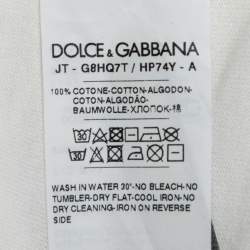 DOLCE & GABBANA
JT - G8HQ7T / HP74Y - A
100% COTONE-COTTON-ALGODON-
COTON-ALGODÃO-
BAUMWOLLE-ХЛОПОК-棉
WASH IN WATER 30°-NO BLEACH-NO
TUMBLER-DRY FLAT-COOL IRON-NO
DRY CLEANING-IRON ON REVERSE
SIDE